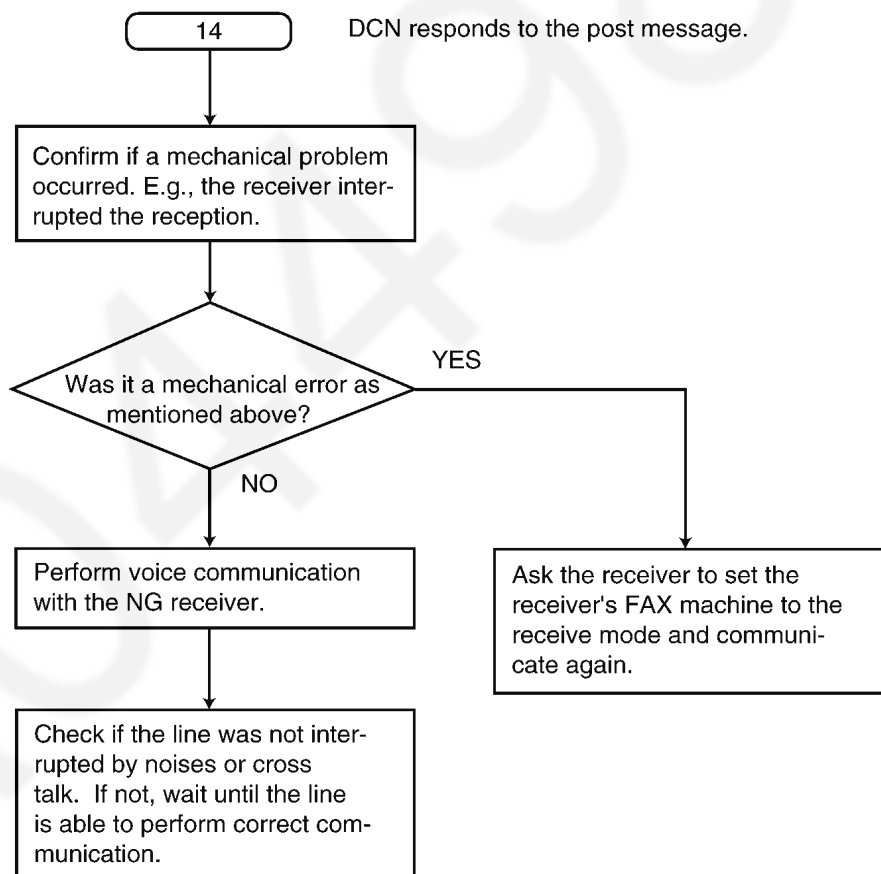 14
DCN responds to the post message.
Confirm if a mechanical problem
occurred. E.g., the receiver inter-
rupted the reception.
Was it a mechanical error as
mentioned above?
YES
NO
Perform voice communication
with the NG receiver.
Ask the receiver to set the
receiver's FAX machine to the
receive mode and communi-
cate again.
Check if the line was not inter-
rupted by noises or cross
talk.  If not, wait until the line
is able to perform correct com-
munication.